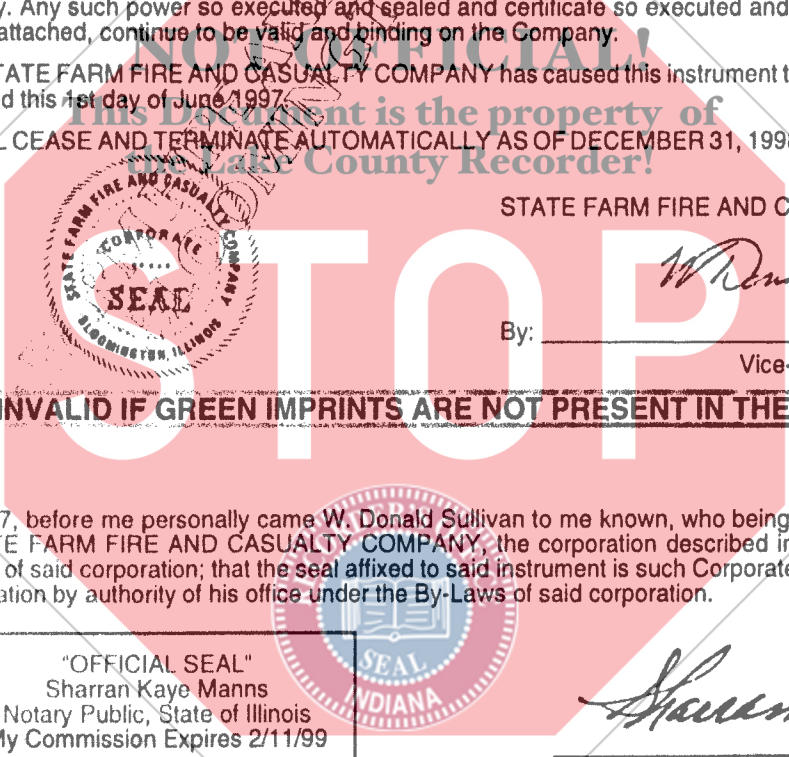 y. Any such power so executed and sealed and certificate so executed and
attached, continue to be valid and binding on the Company.
NOT OFFICIAL!
TATE FARM FIRE AND CASUALTY COMPANY has caused this instrument t
d this 1st day of June 1997.
This Document is the property of
L CEASE AND TERMINATE AUTOMATICALLY AS OF DECEMBER 31, 199
the Lake County Recorder!
STATE FARM FIRE AND CASUALTY COMPANY
CORPORATE
SEAL
BLOOMINGTON, ILLINOIS
STATE FARM FIRE AND C
STOP
By:
Vice-
INVALID IF GREEN IMPRINTS ARE NOT PRESENT IN THE
7, before me personally came W. Donald Sullivan to me known, who being
TE FARM FIRE AND CASUALTY COMPANY, the corporation described i
of said corporation; that the seal affixed to said instrument is such Corporate
ation by authority of his office under the By-Laws of said corporation.
SEAL
INDIANA
"OFFICIAL SEAL"
Sharran Kaye Manns
Notary Public, State of Illinois
My Commission Expires 2/11/99
Sharran